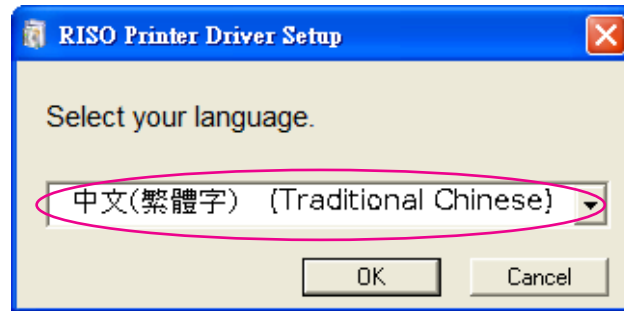 RISO Printer Driver Setup
Select your language.
中文(繁體字) (Traditional Chinese)
OK Cancel